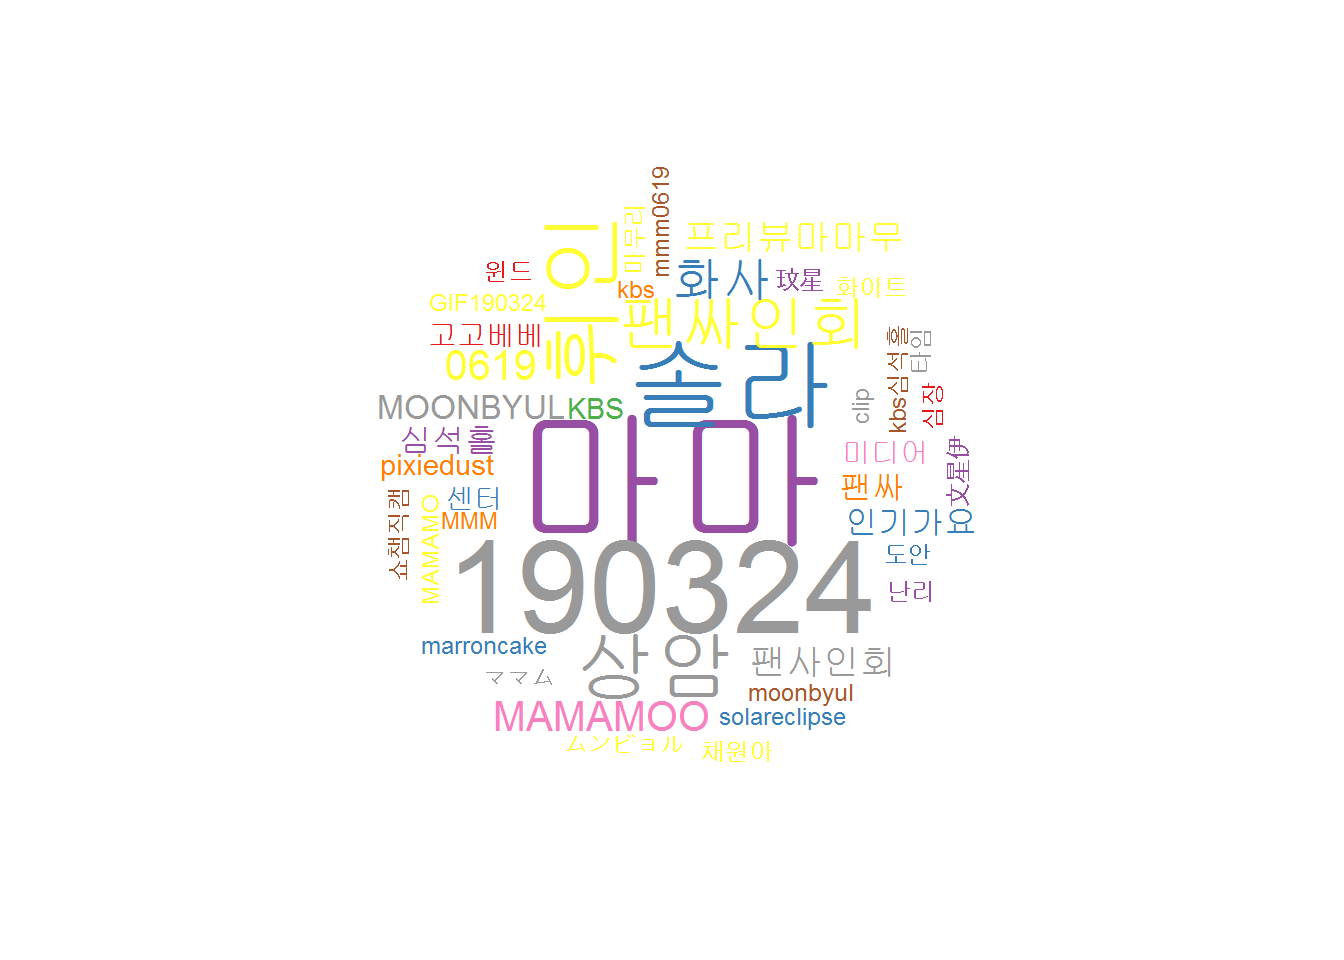 mmm0619
마무리
휘인
프리뷰마마무
화사
玟星
윈드
kbs
화이트
GIF190324
팬싸인회
고고베베
0619
솔라
kbs심석홀
타임
심장
clip
MOONBYUL
KBS
심석홀
마마
미디어
文星伊
pixiedust
팬싸
센터
MMM
인기가요
쇼챔직캠
MAMAMO
190324
도안
난리
marroncake
상암
팬사인회
ママム
moonbyul
MAMAMOO
solareclipse
ムンビョル
채원아